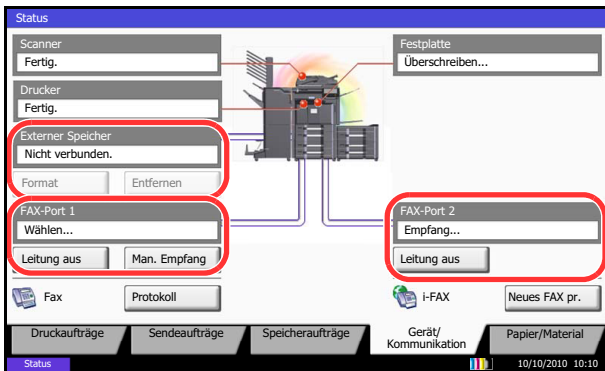 Status
Scanner
Fertig.
Festplatte
Überschreiben...
Drucker
Fertig.
Externer Speicher
Nicht verbunden.
Format
Entfernen
FAX-Port 1
Wählen...
Leitung aus
Man. Empfang
FAX-Port 2
Empfang...
Leitung aus
Fax
Protokoll
i-FAX
Neues FAX pr.
Druckaufträge
Sendeaufträge
Speicheraufträge
Gerät/
Kommunikation
Papier/Material
Status
10/10/2010 10:10